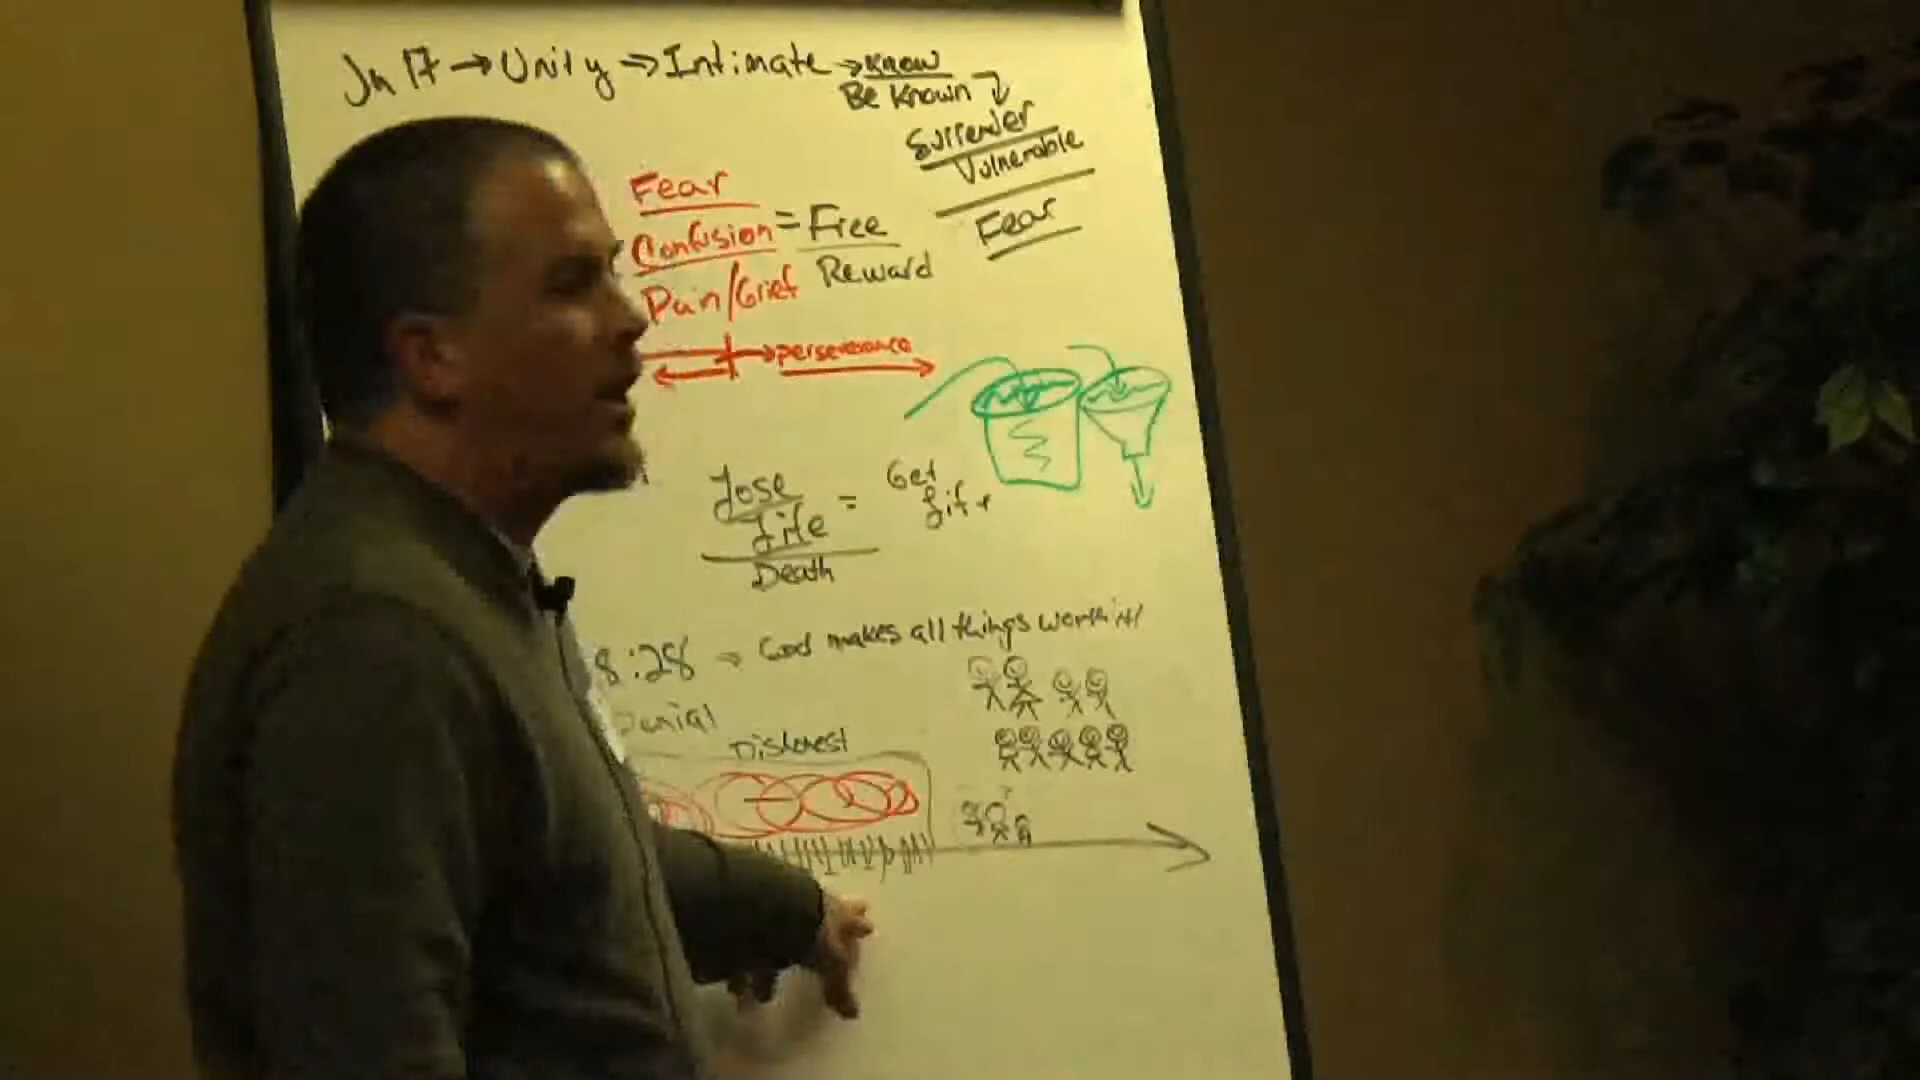 Jn 17 → Unity ⇒ Intimate → Know
Be Known
Surrender
Vulnerable
Fear
Fear
Confusion = Free
Pain/Grief Reward
perseverance
Lose Get
Life = Life
Death
8:28 → God makes all things worth it!
Denial
Dishonest